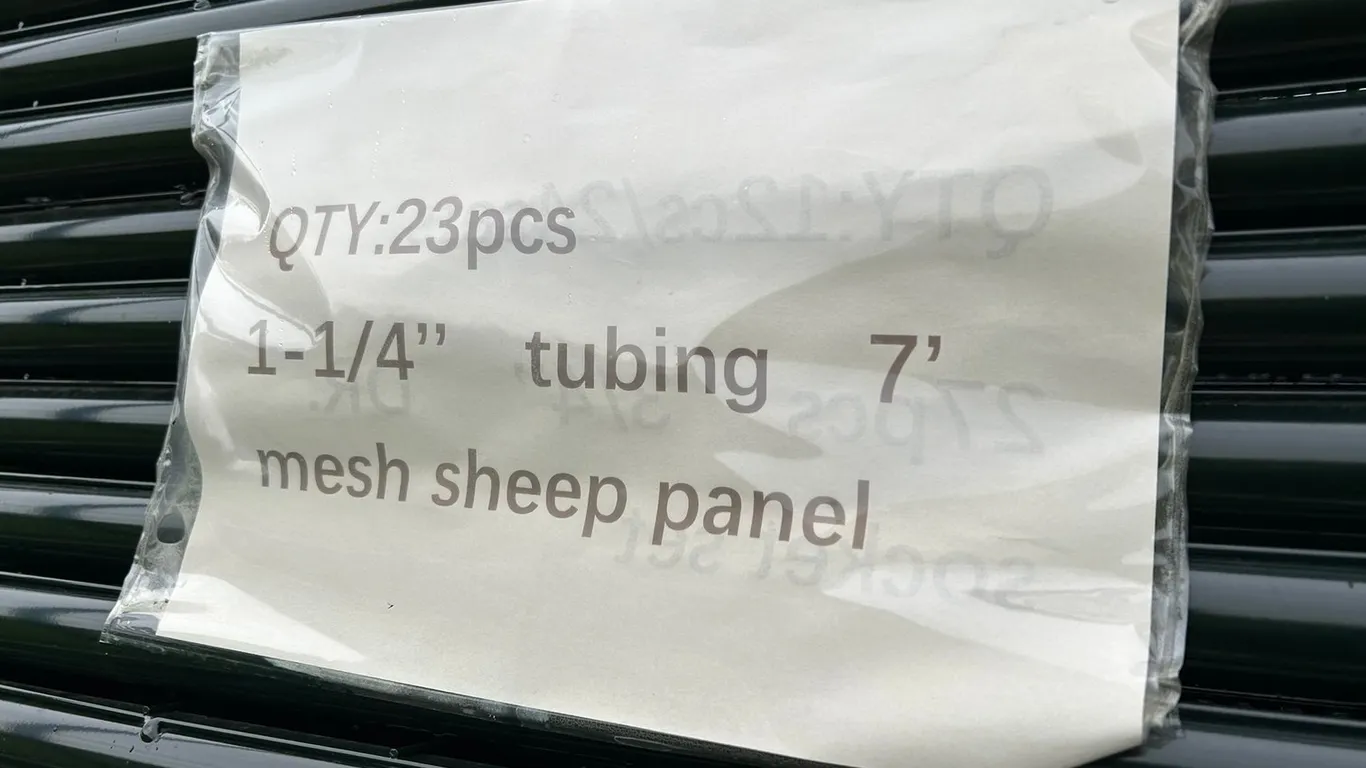 QTY:23pcs
1-1/4” tubing 7’
mesh sheep panel